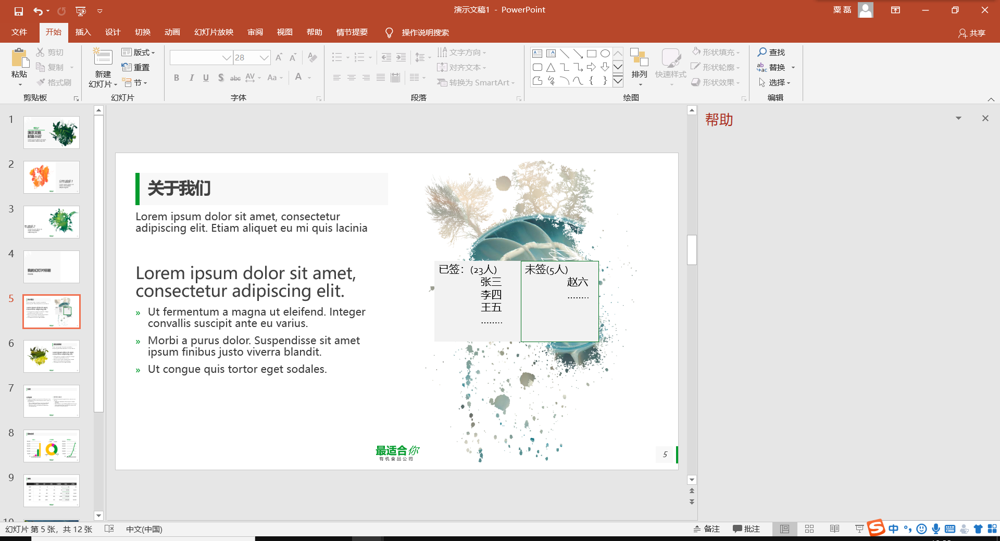 演示文稿1 - PowerPoint
粟 磊
文件 开始 插入 设计 切换 动画 幻灯片放映 审阅 视图 帮助 情节提要 操作说明搜索
共享
粘贴
剪切
复制
格式刷
剪贴板
新建
幻灯片
版式
重置
节
幻灯片
28
B I U S abc AV Aa A
字体
文字方向
对齐文本
转换为 SmartArt
段落
排列
快速样式
形状填充
形状轮廓
形状效果
绘图
查找
替换
选择
编辑
1
2
3
4
我的幻灯片标题
5
6
7
8
9
10
关于我们
Lorem ipsum dolor sit amet, consectetur
adipiscing elit. Etiam aliquet eu mi quis lacinia
Lorem ipsum dolor sit amet,
consectetur adipiscing elit.
» Ut fermentum a magna ut eleifend. Integer
convallis suscipit ante eu varius.
» Morbi a purus dolor. Suspendisse sit amet
ipsum finibus justo viverra blandit.
» Ut congue quis tortor eget sodales.
已签：(23人)
张三
李四
王五
........
未签(5人)
赵六
........
最适合你
有机食品公司
5
帮助
幻灯片 第 5 张，共 12 张
中文(中国)
备注
批注
中